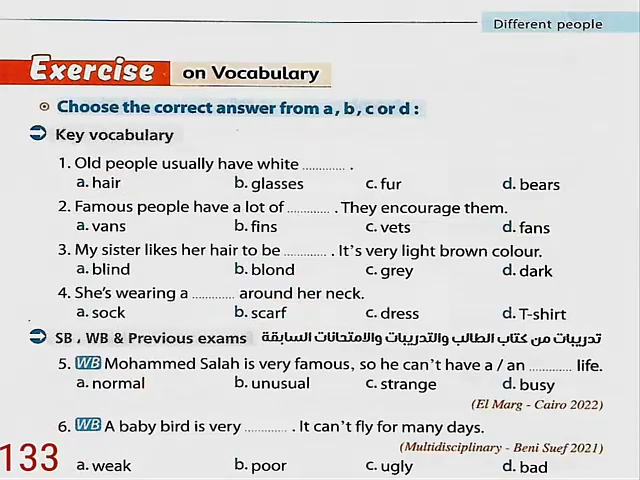 Different people
Exercise on Vocabulary
Choose the correct answer from a, b, c or d :
Key vocabulary
1. Old people usually have white ............ .
a. hair b. glasses c. fur d. bears
2. Famous people have a lot of ............ . They encourage them.
a. vans b. fins c. vets d. fans
3. My sister likes her hair to be ............ . It's very light brown colour.
a. blind b. blond c. grey d. dark
4. She's wearing a ............ around her neck.
a. sock b. scarf c. dress d. T-shirt
SB , WB & Previous exams تدريبات من كتاب الطالب والتدريبات والامتحانات السابقة
5. WB Mohammed Salah is very famous, so he can't have a / an ............ life.
a. normal b. unusual c. strange d. busy
(El Marg - Cairo 2022)
6. WB A baby bird is very ............ . It can't fly for many days.
(Multidisciplinary - Beni Suef 2021)
133 a. weak b. poor c. ugly d. bad